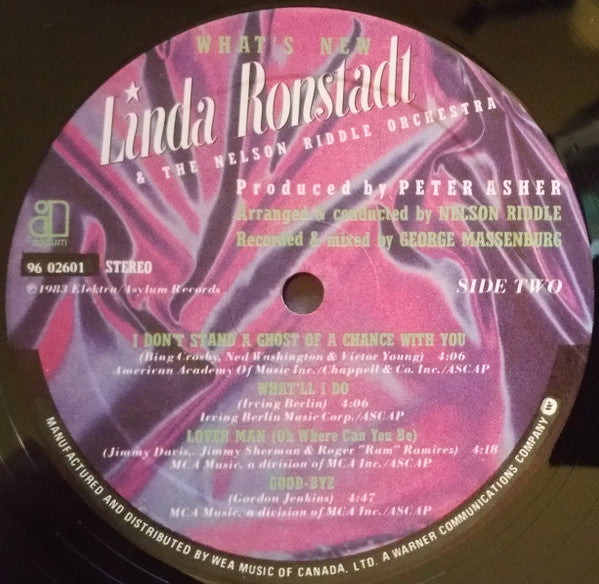 WHAT'S NEW
Linda Ronstadt
& THE NELSON RIDDLE ORCHESTRA
Produced by PETER ASHER
Arranged & conducted by NELSON RIDDLE
Recorded & mixed by GEORGE MASSENBURG
asylum
96 02601 STEREO
℗1983 Elektra/Asylum Records
SIDE TWO
I DON'T STAND A GHOST OF A CHANCE WITH YOU
(Bing Crosby, Ned Washington & Victor Young) 4:06
American Academy Of Music Inc./Chappell & Co. Inc./ASCAP
WHAT'LL I DO
(Irving Berlin) 4:06
Irving Berlin Music Corp./ASCAP
LOVER MAN (Oh Where Can You Be)
(Jimmy Davis,. Jimmy Sherman & Roger "Ram" Ramirez) 4:18
MCA Music, a division of MCA Inc./ASCAP
GOOD-BYE
(Gordon Jenkins) 4:47
MCA Music, a division of MCA Inc./ASCAP
MANUFACTURED AND DISTRIBUTED BY WEA MUSIC OF CANADA, LTD. A WARNER COMMUNICATIONS COMPANY